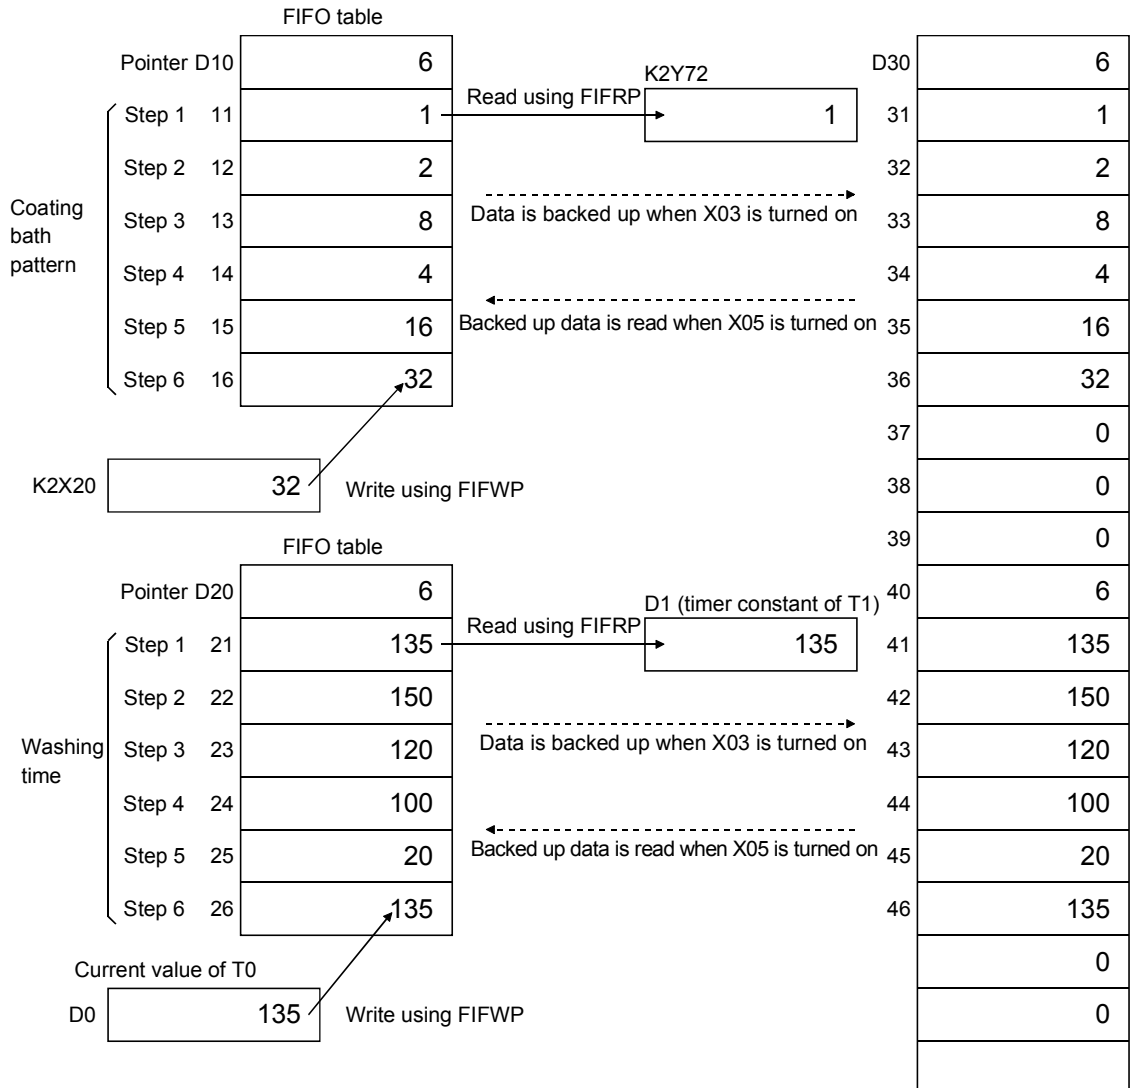 FIFO table
Pointer D10 6 D30 6
K2Y72
Step 1 11 1 Read using FIFRP 1 31 1
Step 2 12 2 32 2
Coating
bath
pattern
Step 3 13 8 Data is backed up when X03 is turned on 33 8
Step 4 14 4 34 4
Step 5 15 16 Backed up data is read when X05 is turned on 35 16
Step 6 16 32 36 32
37 0
K2X20 32 Write using FIFWP 38 0
39 0
FIFO table
Pointer D20 6 40 6
D1 (timer constant of T1)
Step 1 21 135 Read using FIFRP 135 41 135
Step 2 22 150 42 150
Washing
time
Step 3 23 120 Data is backed up when X03 is turned on 43 120
Step 4 24 100 44 100
Step 5 25 20 Backed up data is read when X05 is turned on 45 20
Step 6 26 135 46 135
Current value of T0 0
D0 135 Write using FIFWP 0